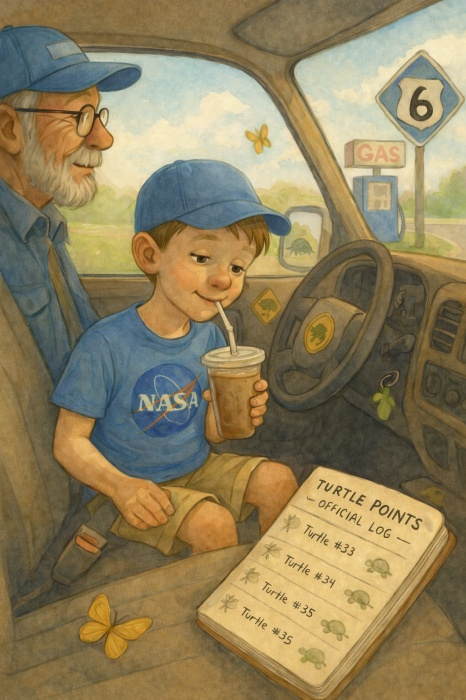 6
GAS
NASA
TURTLE POINTS
– OFFICIAL LOG –
Turtle #33
Turtle #34
Turtle #35
Turtle #35